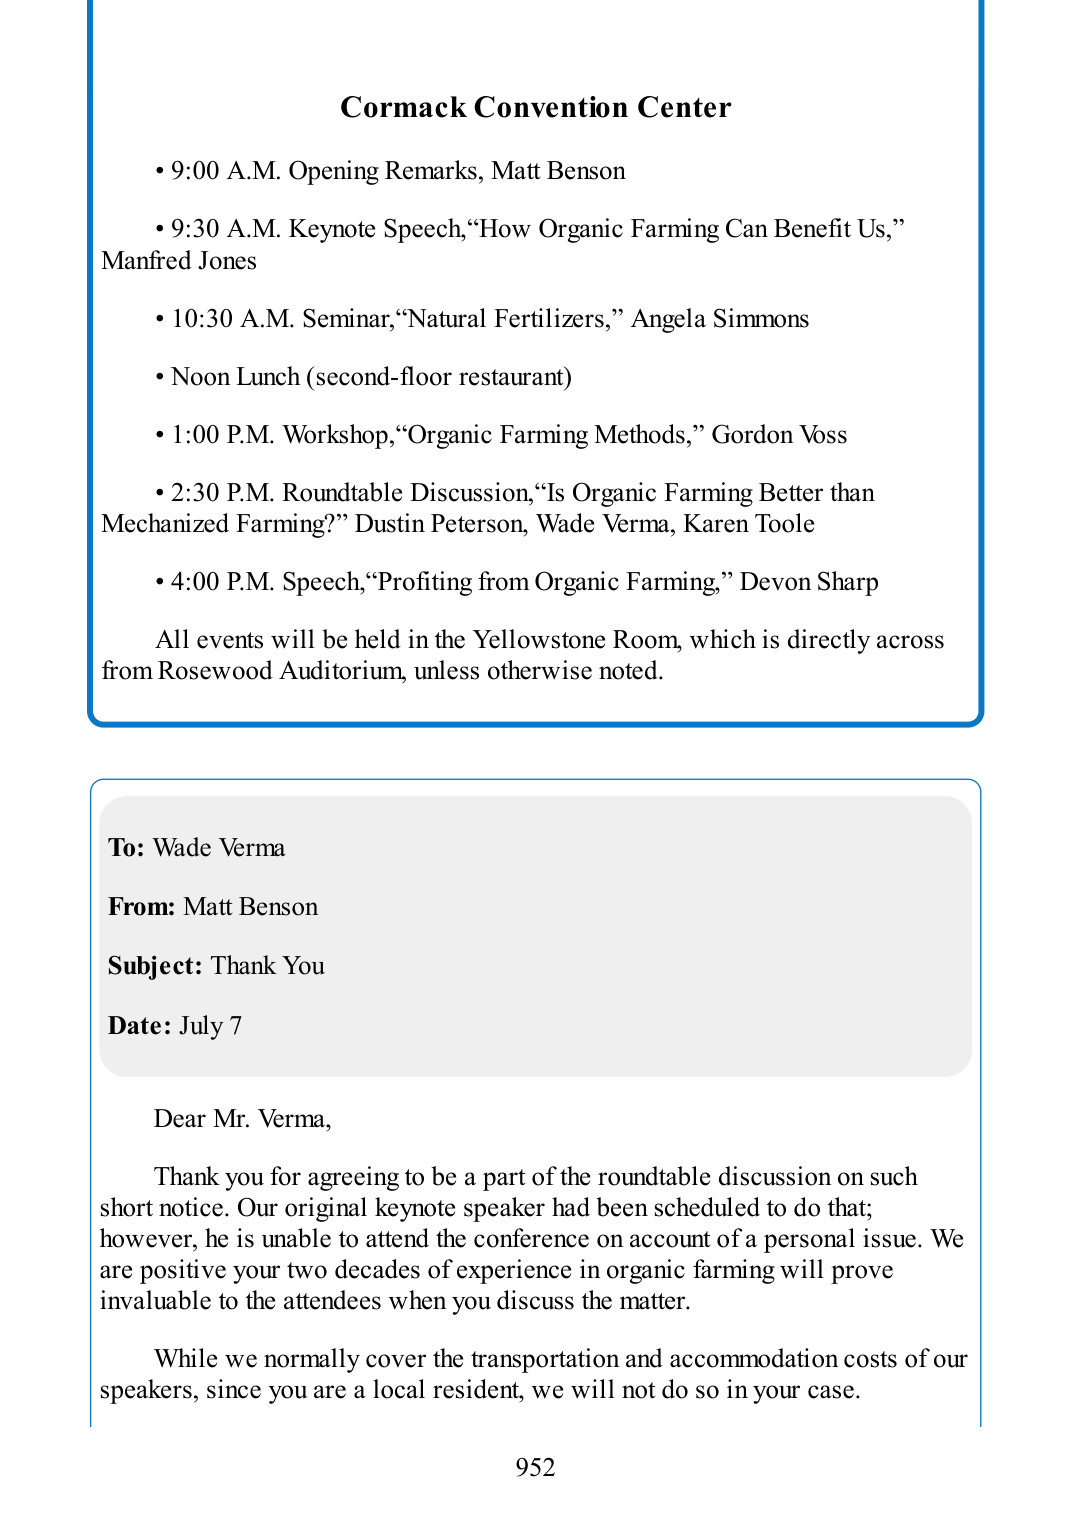 Cormack Convention Center
• 9:00 A.M. Opening Remarks, Matt Benson
• 9:30 A.M. Keynote Speech,“How Organic Farming Can Benefit Us,”
Manfred Jones
• 10:30 A.M. Seminar,“Natural Fertilizers,” Angela Simmons
• Noon Lunch (second-floor restaurant)
• 1:00 P.M. Workshop,“Organic Farming Methods,” Gordon Voss
• 2:30 P.M. Roundtable Discussion,“Is Organic Farming Better than
Mechanized Farming?” Dustin Peterson, Wade Verma, Karen Toole
• 4:00 P.M. Speech,“Profiting from Organic Farming,” Devon Sharp
All events will be held in the Yellowstone Room, which is directly across
from Rosewood Auditorium, unless otherwise noted.
To: Wade Verma
From: Matt Benson
Subject: Thank You
Date: July 7
Dear Mr. Verma,
Thank you for agreeing to be a part of the roundtable discussion on such
short notice. Our original keynote speaker had been scheduled to do that;
however, he is unable to attend the conference on account of a personal issue. We
are positive your two decades of experience in organic farming will prove
invaluable to the attendees when you discuss the matter.
While we normally cover the transportation and accommodation costs of our
speakers, since you are a local resident, we will not do so in your case.
952